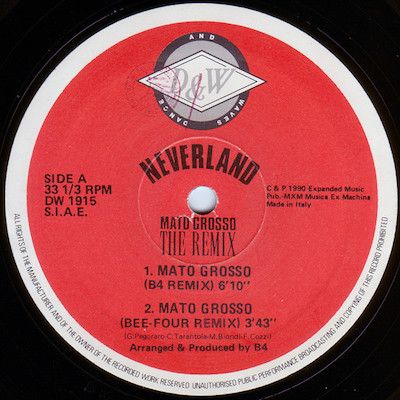 AND
D&W
DANCE
WAVES
NEVERLAND
SIDE A
33 1/3 RPM
DW 1915
S.I.A.E.
C & P 1990 Expanded Music
Pub.-MXM Musica Ex Machina
Made in Italy
MATO GROSSO
THE REMIX
1. MATO GROSSO
(B4 REMIX) 6'10"
2. MATO GROSSO
(BEE-FOUR REMIX) 3'43"
(G.Pegoraro-C.Tarantola-M.Biondi-F.Cozzi)
Arranged & Produced by B4
ALL RIGHTS OF THE MANUFACTURER AND OF THE OWNER OF THE RECORDED WORK RESERVED UNAUTHORISED PUBLIC PERFORMANCE BROADCASTING AND COPYING OF THIS RECORD PROHIBITED